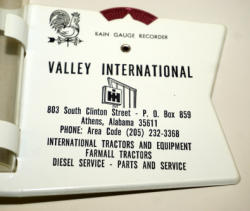 RAIN GAUGE RECORDER
VALLEY INTERNATIONAL
IH
803 South Clinton Street - P. O. Box 859
Athens, Alabama 35611
PHONE: Area Code (205) 232-3368
INTERNATIONAL TRACTORS AND EQUIPMENT
FARMALL TRACTORS
DIESEL SERVICE - PARTS AND SERVICE